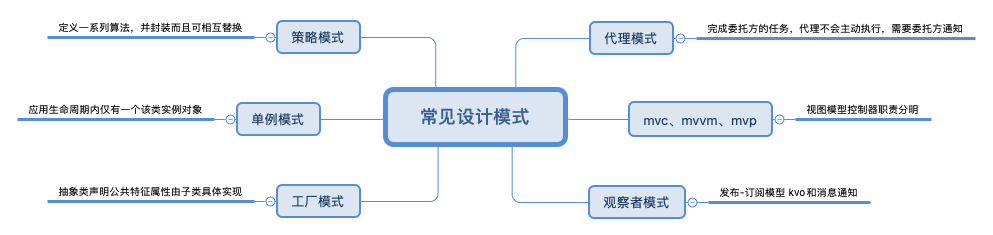 常见设计模式
策略模式
定义一系列算法，并封装而且可相互替换
单例模式
应用生命周期内仅有一个该类实例对象
工厂模式
抽象类声明公共特征属性由子类具体实现
代理模式
完成委托方的任务，代理不会主动执行，需要委托方通知
mvc、mvvm、mvp
视图模型控制器职责分明
观察者模式
发布-订阅模型 kvo和消息通知